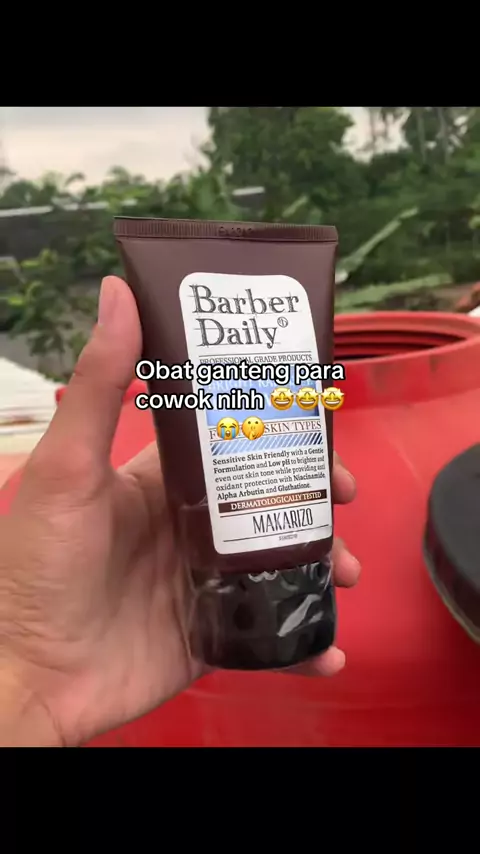 Barber
Daily
PROFESSIONAL GRADE PRODUCTS
Obat ganteng para
cowok nihh 🤩🤩🤩
😭🤫
SKIN TYPES
Sensitive Skin Friendly with a Gentle
Formulation and Low pH to brighten and
even out skin tone while providing anti
oxidant protection with Niacinamide,
Alpha Arbutin and Gluthatione.
DERMATOLOGICALLY TESTED
MAKARIZO